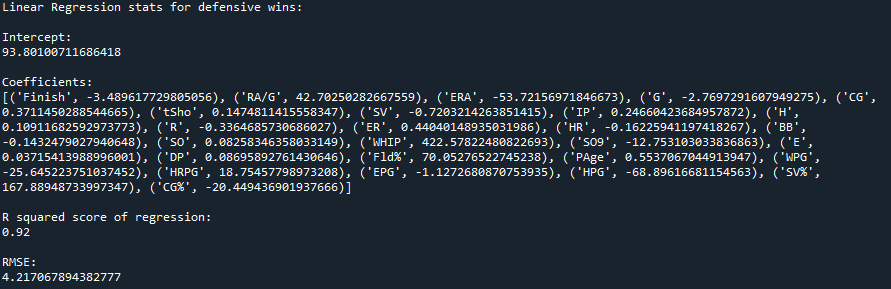 Linear Regression stats for defensive wins:
Intercept:
93.80100711686418
Coefficients:
[('Finish', -3.489617729805056), ('RA/G', 42.70250282667559), ('ERA', -53.72156971846673), ('G', -2.7697291607949275), ('CG',
0.37114502885446​65), ('tSho', 0.1474811415558347), ('SV', -0.7203214263851415), ('IP', 0.24660423684957872), ('H',
0.10911682592973773), ('R', -0.3364685730686027), ('ER', 0.44040148935031986), ('HR', -0.16225941197418267), ('BB',
-0.1432479027940648), ('SO', 0.08258346358033149), ('WHIP', 422.57822480822693), ('SO9', -12.753103033836863), ('E',
0.03715413988996001), ('DP', 0.08695892761430646), ('Fld%', 70.05276522745238), ('PAge', 0.5537067044913947), ('WPG',
-25.645223751037452), ('HRPG', 18.75457798973208), ('EPG', -1.1272680870753935), ('HPG', -68.89616681154563), ('SV%',
167.88948733997347), ('CG%', -20.449436901937666)]
R squared score of regression:
0.92
RMSE:
4.217067894382777